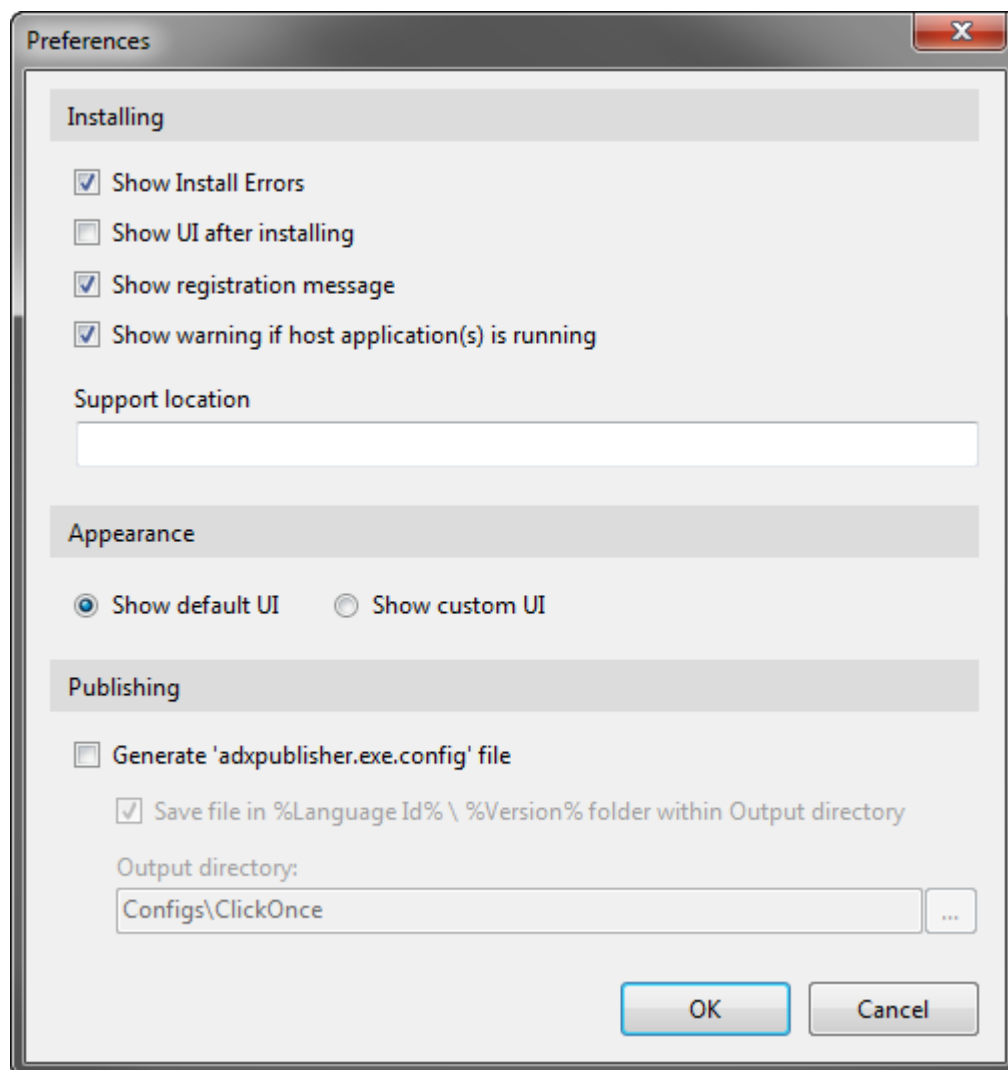 Preferences
Installing
Show Install Errors
Show UI after installing
Show registration message
Show warning if host application(s) is running
Support location
Appearance
Show default UI Show custom UI
Publishing
Generate 'adxpublisher.exe.config' file
Save file in %Language Id% \ %Version% folder within Output directory
Output directory:
Configs\ClickOnce ...
OK Cancel